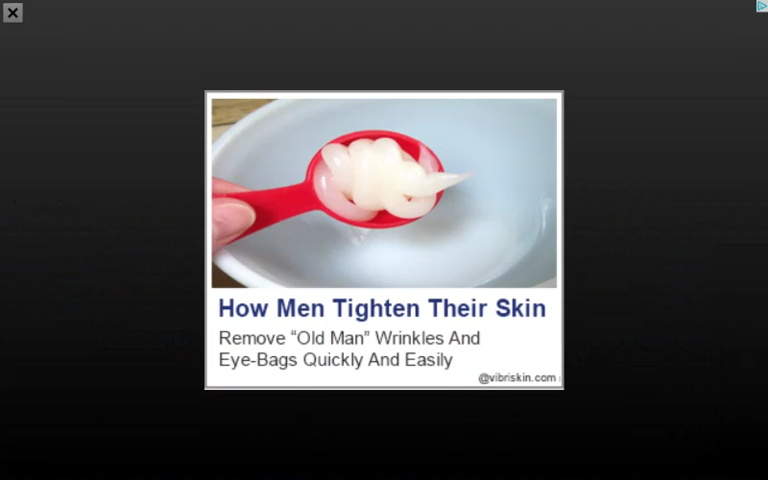 How Men Tighten Their Skin
Remove “Old Man” Wrinkles And
Eye-Bags Quickly And Easily
@vibriskin.com